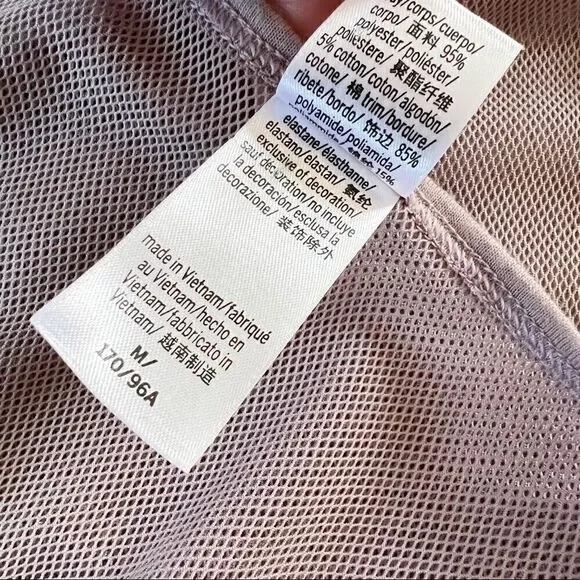 y/corps/cuerpo/
corpo/ 面料 95%
polyester/poliéster/
poliestere/ 聚酯纤维
5% cotton/coton/algodón/
cotone/ 棉 trim/bordure/
ribete/bordo/ 饰边 85%
polyamide/poliamida/
15%
elastane/élasthanne/
elastano/elastan/ 氨纶
exclusive of decoration/
sauf décoration/no incluye
la decoración/esclusa la
decorazione/ 装饰除外
made in Vietnam/fabriqué
au Vietnam/hecho en
Vietnam/fabbricato in
Vietnam/ 越南制造
M/
170/96A